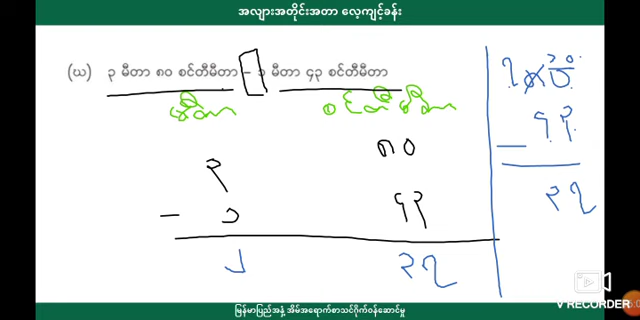 အလျားအတိုင်းအတာ လေ့ကျင့်ခန်း
(ဃ) ၃ မီတာ ၈၀ စင်တီမီတာ – ၁ မီတာ ၄၃ စင်တီမီတာ
မီတာ စင်တီမီတာ
၃ ၈၀
– ၁ ၄၃
၂ ၃၇
၁၀
၇
– ၄၃
၃၇
မြန်မာပြည်အနှံ့ အိမ်အရောက်စာသင်ဝိုက်ဝန်ဆောင်မှု
V RECORDER